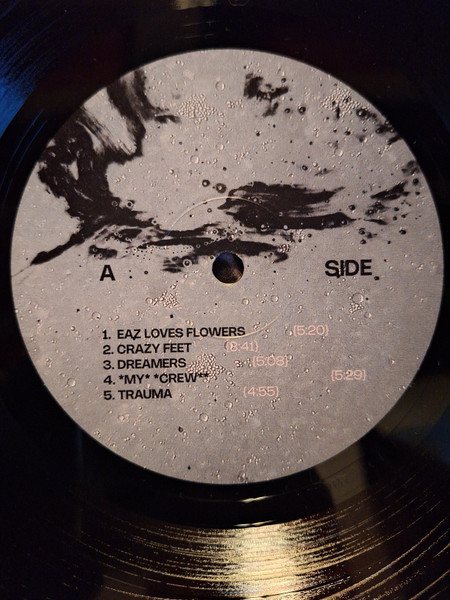 A SIDE
1. EAZ LOVES FLOWERS (5:20)
2. CRAZY FEET :41)
3. DREAMERS (5:08)
4. *MY* **CREW** (5:29)
5. TRAUMA (4:55)